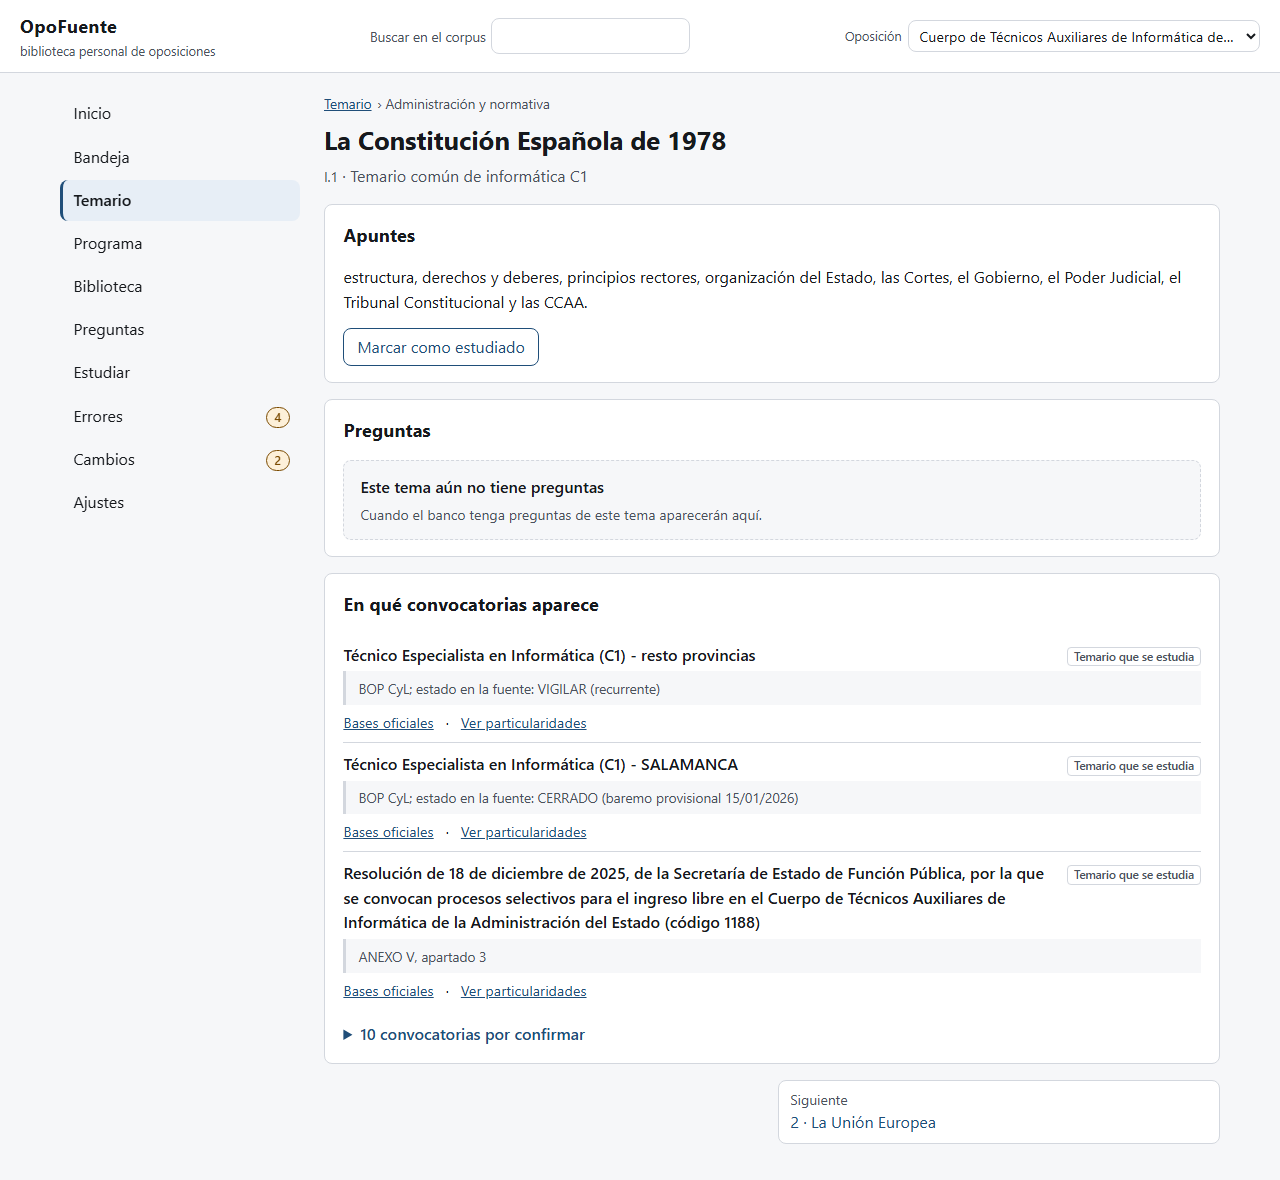 OpoFuente
biblioteca personal de oposiciones
Buscar en el corpus
Oposición
Cuerpo de Técnicos Auxiliares de Informática de...
Inicio
Bandeja
Temario
Programa
Biblioteca
Preguntas
Estudiar
Errores
4
Cambios
2
Ajustes
Temario › Administración y normativa
La Constitución Española de 1978
I.1 · Temario común de informática C1
Apuntes
estructura, derechos y deberes, principios rectores, organización del Estado, las Cortes, el Gobierno, el Poder Judicial, el
Tribunal Constitucional y las CCAA.
Marcar como estudiado
Preguntas
Este tema aún no tiene preguntas
Cuando el banco tenga preguntas de este tema aparecerán aquí.
En qué convocatorias aparece
Técnico Especialista en Informática (C1) - resto provincias
Temario que se estudia
BOP CyL; estado en la fuente: VIGILAR (recurrente)
Bases oficiales · Ver particularidades
Técnico Especialista en Informática (C1) - SALAMANCA
Temario que se estudia
BOP CyL; estado en la fuente: CERRADO (baremo provisional 15/01/2026)
Bases oficiales · Ver particularidades
Resolución de 18 de diciembre de 2025, de la Secretaría de Estado de Función Pública, por la que
se convocan procesos selectivos para el ingreso libre en el Cuerpo de Técnicos Auxiliares de
Informática de la Administración del Estado (código 1188)
Temario que se estudia
ANEXO V, apartado 3
Bases oficiales · Ver particularidades
10 convocatorias por confirmar
Siguiente
2 · La Unión Europea